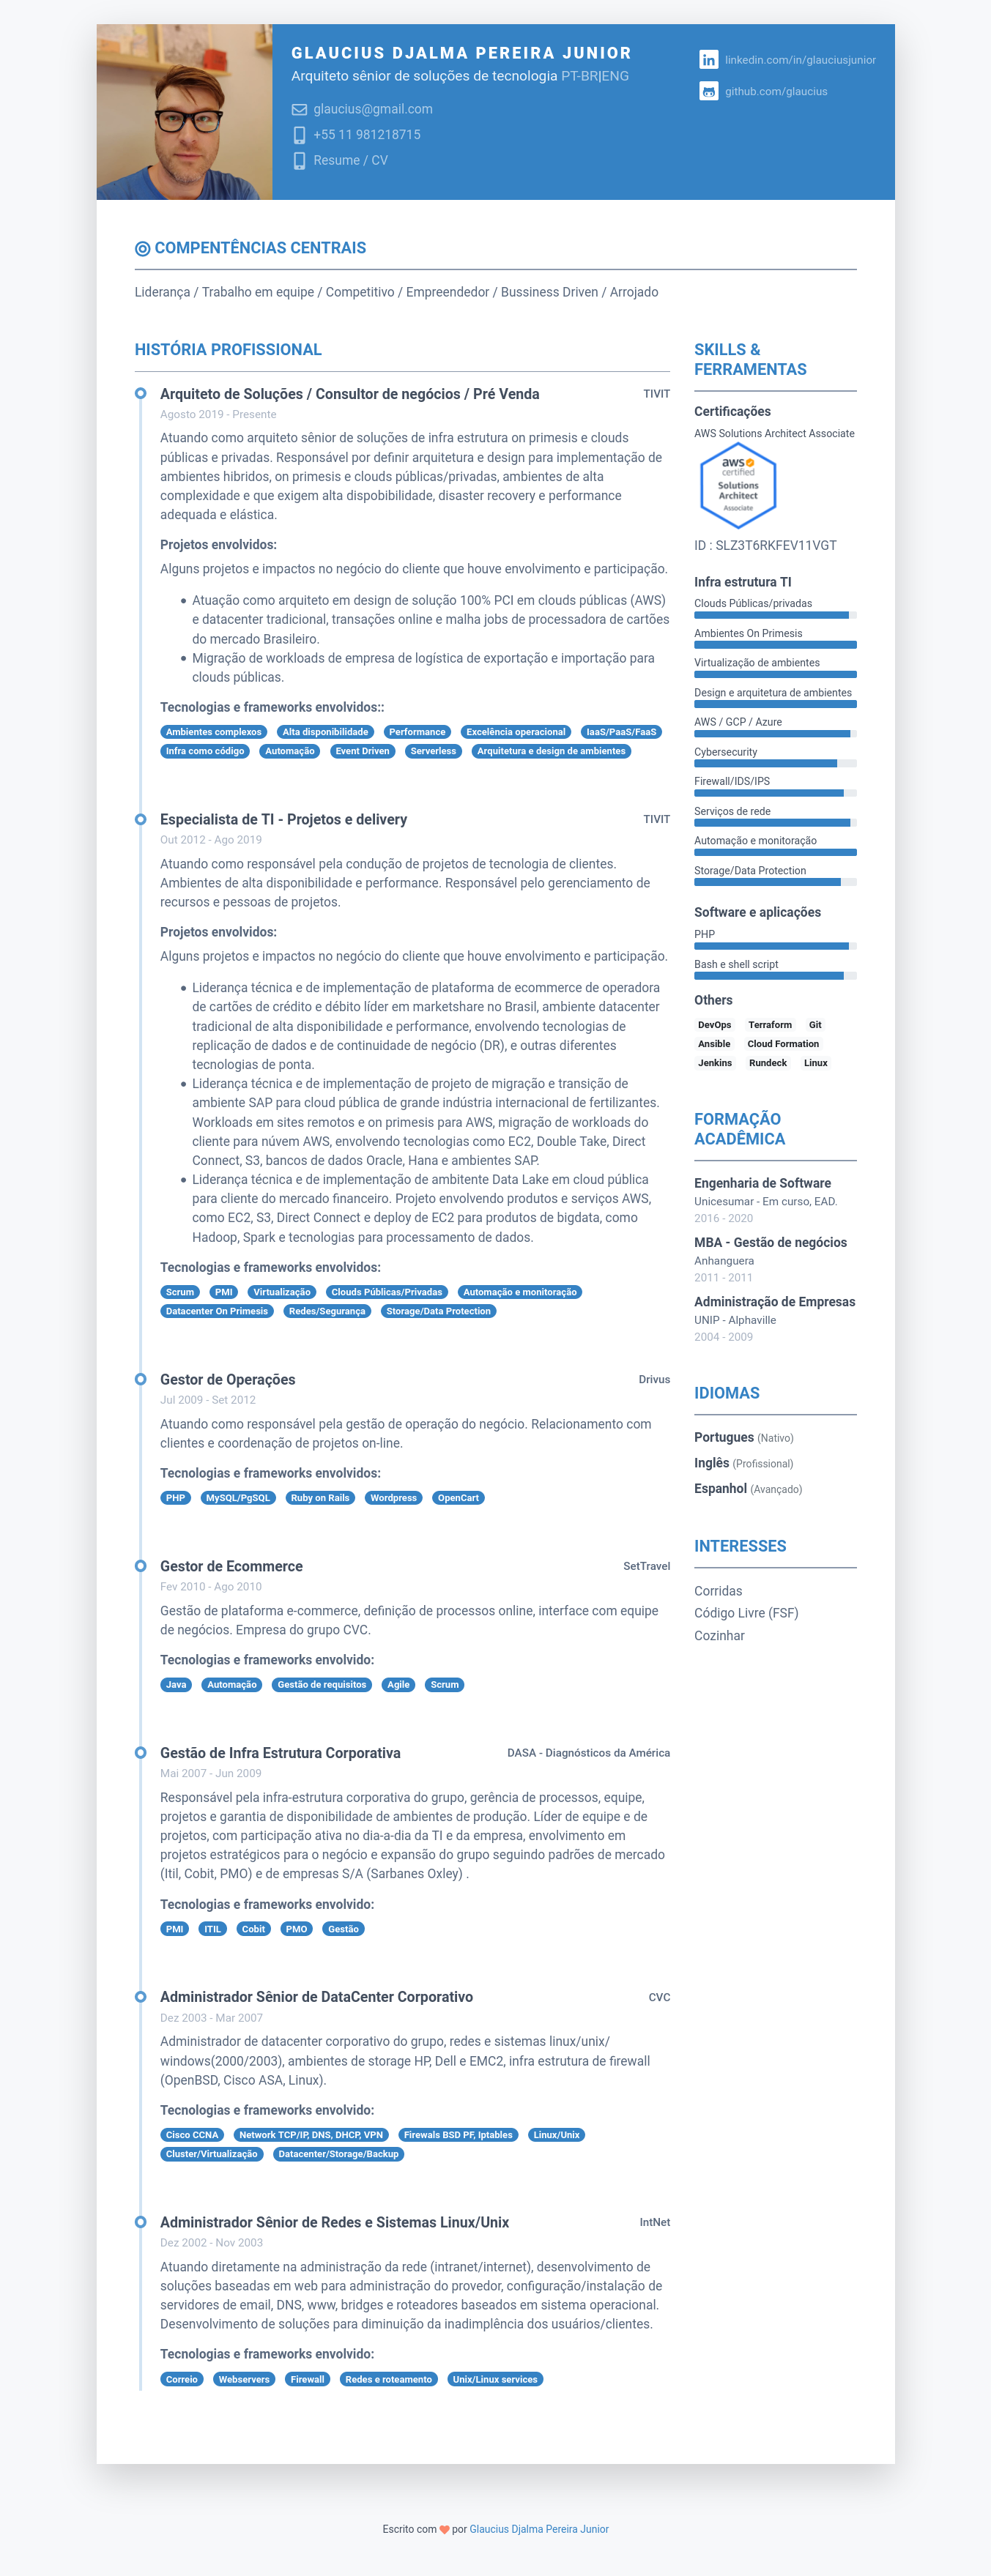 GLAUCIUS DJALMA PEREIRA JUNIOR
Arquiteto sênior de soluções de tecnologia PT-BR|ENG
glaucius@gmail.com
+55 11 981218715
Resume / CV
linkedin.com/in/glauciusjunior
github.com/glaucius
COMPENTÊNCIAS CENTRAIS
Liderança / Trabalho em equipe / Competitivo / Empreendedor / Bussiness Driven / Arrojado
HISTÓRIA PROFISSIONAL
Arquiteto de Soluções / Consultor de negócios / Pré Venda
TIVIT
Agosto 2019 - Presente
Atuando como arquiteto sênior de soluções de infra estrutura on primesis e clouds
públicas e privadas. Responsável por definir arquitetura e design para implementação de
ambientes hibridos, on primesis e clouds públicas/privadas, ambientes de alta
complexidade e que exigem alta dispobibilidade, disaster recovery e performance
adequada e elástica.
Projetos envolvidos:
Alguns projetos e impactos no negócio do cliente que houve envolvimento e participação.
Atuação como arquiteto em design de solução 100% PCI em clouds públicas (AWS)
e datacenter tradicional, transações online e malha jobs de processadora de cartões
do mercado Brasileiro.
Migração de workloads de empresa de logística de exportação e importação para
clouds públicas.
Tecnologias e frameworks envolvidos::
Ambientes complexos Alta disponibilidade Performance Excelência operacional IaaS/PaaS/FaaS
Infra como código Automação Event Driven Serverless Arquitetura e design de ambientes
Especialista de TI - Projetos e delivery
TIVIT
Out 2012 - Ago 2019
Atuando como responsável pela condução de projetos de tecnologia de clientes.
Ambientes de alta disponibilidade e performance. Responsável pelo gerenciamento de
recursos e pessoas de projetos.
Projetos envolvidos:
Alguns projetos e impactos no negócio do cliente que houve envolvimento e participação.
Liderança técnica e de implementação de plataforma de ecommerce de operadora
de cartões de crédito e débito líder em marketshare no Brasil, ambiente datacenter
tradicional de alta disponibilidade e performance, envolvendo tecnologias de
replicação de dados e de continuidade de negócio (DR), e outras diferentes
tecnologias de ponta.
Liderança técnica e de implementação de projeto de migração e transição de
ambiente SAP para cloud pública de grande indústria internacional de fertilizantes.
Workloads em sites remotos e on primesis para AWS, migração de workloads do
cliente para núvem AWS, envolvendo tecnologias como EC2, Double Take, Direct
Connect, S3, bancos de dados Oracle, Hana e ambientes SAP.
Liderança técnica e de implementação de ambitente Data Lake em cloud pública
para cliente do mercado financeiro. Projeto envolvendo produtos e serviços AWS,
como EC2, S3, Direct Connect e deploy de EC2 para produtos de bigdata, como
Hadoop, Spark e tecnologias para processamento de dados.
Tecnologias e frameworks envolvidos:
Scrum PMI Virtualização Clouds Públicas/Privadas Automação e monitoração
Datacenter On Primesis Redes/Segurança Storage/Data Protection
Gestor de Operações
Drivus
Jul 2009 - Set 2012
Atuando como responsável pela gestão de operação do negócio. Relacionamento com
clientes e coordenação de projetos on-line.
Tecnologias e frameworks envolvidos:
PHP MySQL/PgSQL Ruby on Rails Wordpress OpenCart
Gestor de Ecommerce
SetTravel
Fev 2010 - Ago 2010
Gestão de plataforma e-commerce, definição de processos online, interface com equipe
de negócios. Empresa do grupo CVC.
Tecnologias e frameworks envolvido:
Java Automação Gestão de requisitos Agile Scrum
Gestão de Infra Estrutura Corporativa
DASA - Diagnósticos da América
Mai 2007 - Jun 2009
Responsável pela infra-estrutura corporativa do grupo, gerência de processos, equipe,
projetos e garantia de disponibilidade de ambientes de produção. Líder de equipe e de
projetos, com participação ativa no dia-a-dia da TI e da empresa, envolvimento em
projetos estratégicos para o negócio e expansão do grupo seguindo padrões de mercado
(Itil, Cobit, PMO) e de empresas S/A (Sarbanes Oxley) .
Tecnologias e frameworks envolvido:
PMI ITIL Cobit PMO Gestão
Administrador Sênior de DataCenter Corporativo
CVC
Dez 2003 - Mar 2007
Administrador de datacenter corporativo do grupo, redes e sistemas linux/unix/
windows(2000/2003), ambientes de storage HP, Dell e EMC2, infra estrutura de firewall
(OpenBSD, Cisco ASA, Linux).
Tecnologias e frameworks envolvido:
Cisco CCNA Network TCP/IP, DNS, DHCP, VPN Firewals BSD PF, Iptables Linux/Unix
Cluster/Virtualização Datacenter/Storage/Backup
Administrador Sênior de Redes e Sistemas Linux/Unix
IntNet
Dez 2002 - Nov 2003
Atuando diretamente na administração da rede (intranet/internet), desenvolvimento de
soluções baseadas em web para administração do provedor, configuração/instalação de
servidores de email, DNS, www, bridges e roteadores baseados em sistema operacional.
Desenvolvimento de soluções para diminuição da inadimplência dos usuários/clientes.
Tecnologias e frameworks envolvido:
Correio Webservers Firewall Redes e roteamento Unix/Linux services
SKILLS &
FERRAMENTAS
Certificações
AWS Solutions Architect Associate
aws
certified
Solutions
Architect
Associate
ID : SLZ3T6RKFEV11VGT
Infra estrutura TI
Clouds Públicas/privadas
Ambientes On Primesis
Virtualização de ambientes
Design e arquitetura de ambientes
AWS / GCP / Azure
Cybersecurity
Firewall/IDS/IPS
Serviços de rede
Automação e monitoração
Storage/Data Protection
Software e aplicações
PHP
Bash e shell script
Others
DevOps Terraform Git
Ansible Cloud Formation
Jenkins Rundeck Linux
FORMAÇÃO
ACADÊMICA
Engenharia de Software
Unicesumar - Em curso, EAD.
2016 - 2020
MBA - Gestão de negócios
Anhanguera
2011 - 2011
Administração de Empresas
UNIP - Alphaville
2004 - 2009
IDIOMAS
Portugues (Nativo)
Inglês (Profissional)
Espanhol (Avançado)
INTERESSES
Corridas
Código Livre (FSF)
Cozinhar
Escrito com por Glaucius Djalma Pereira Junior